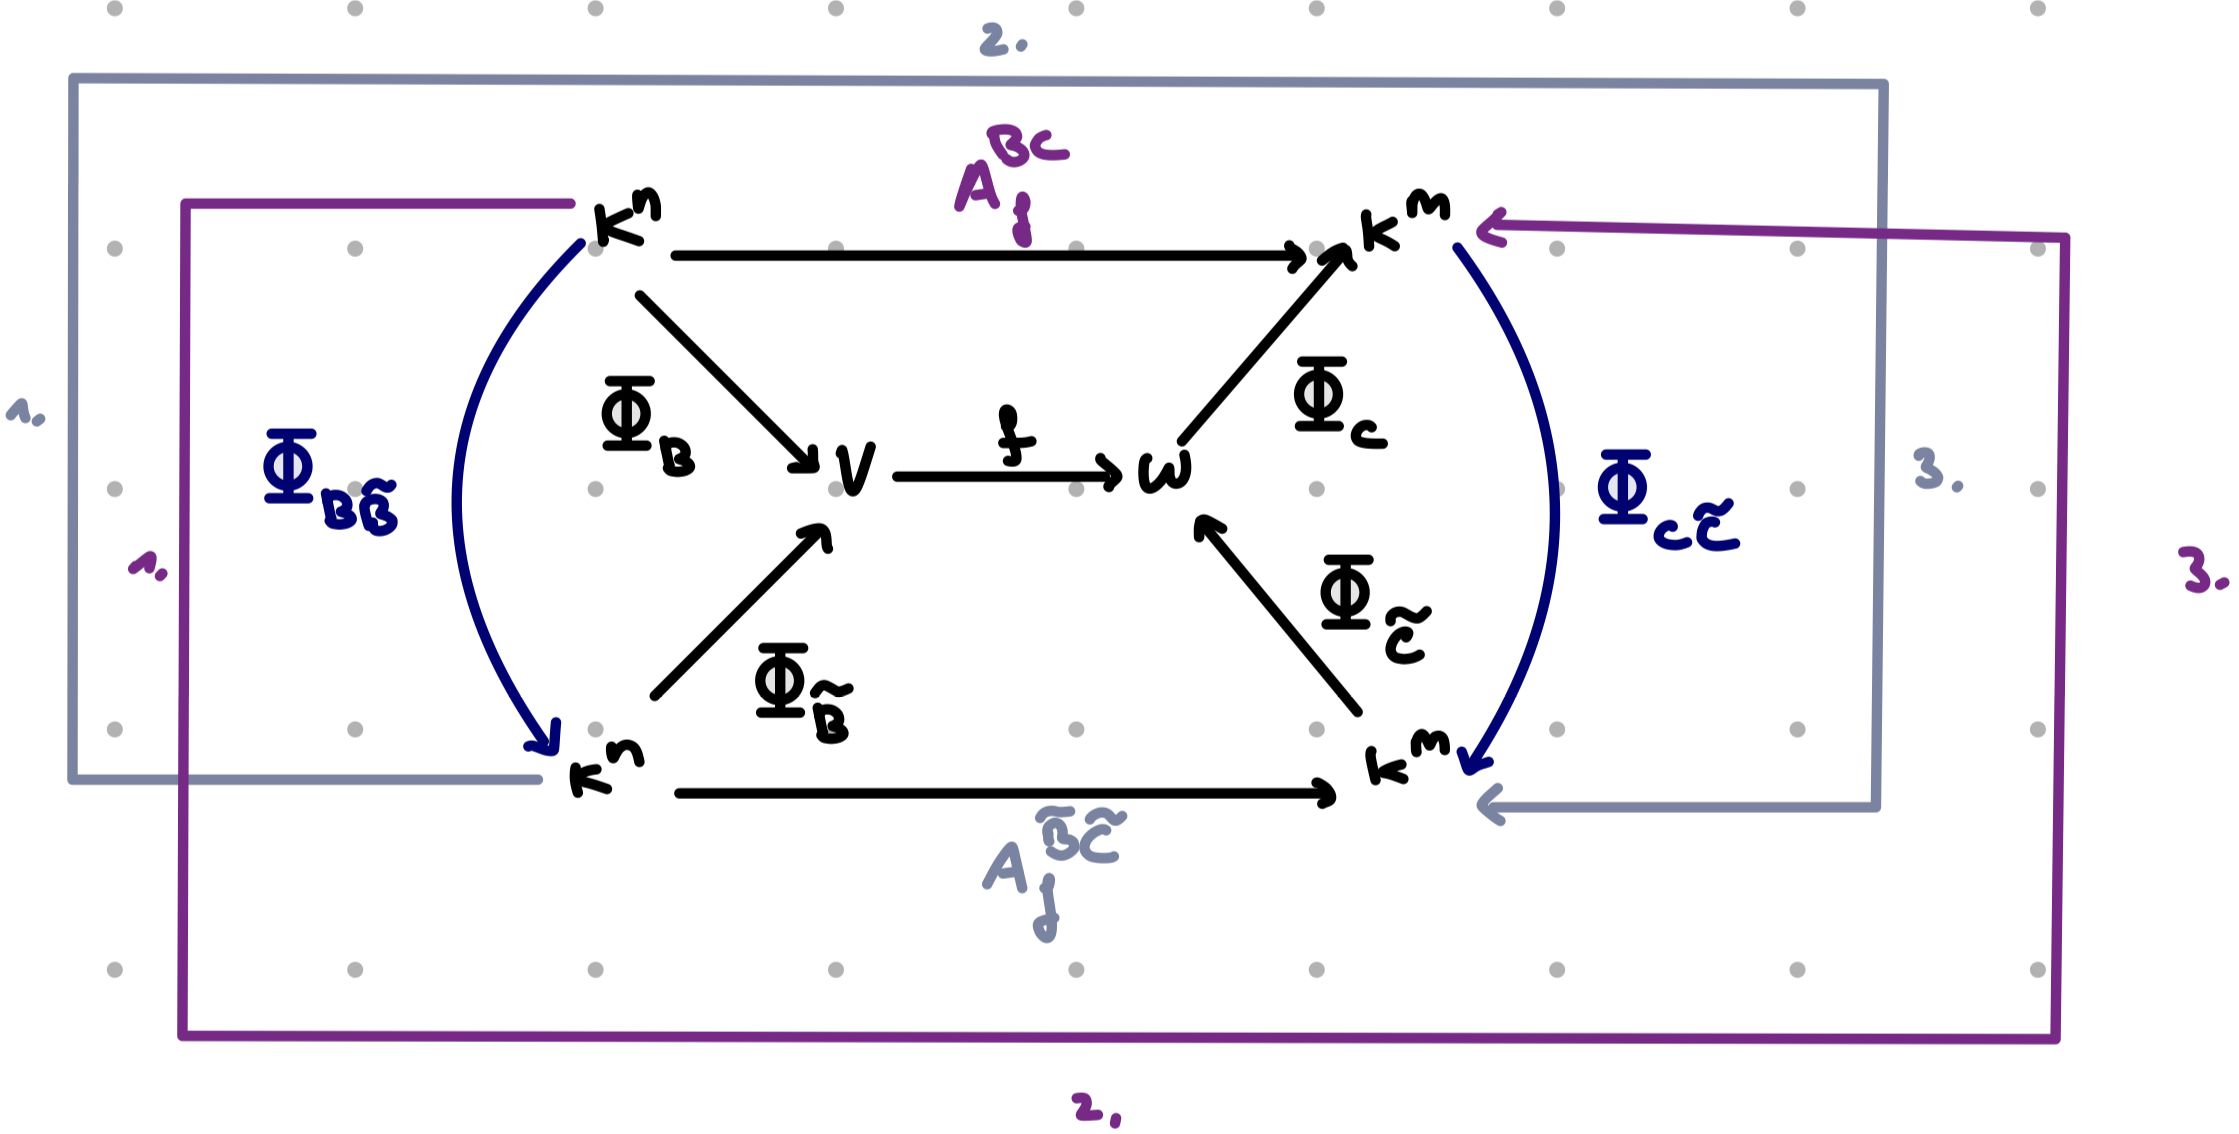 2.
A_f^{BC}
K^n
K^m
Φ_B
Φ_C
1.
f
V
W
Φ_{BB̃}
Φ_{CC̃}
3.
1.
Φ_{C̃}
3.
Φ_{B̃}
K^n
K^m
A_f^{B̃C̃}
2.